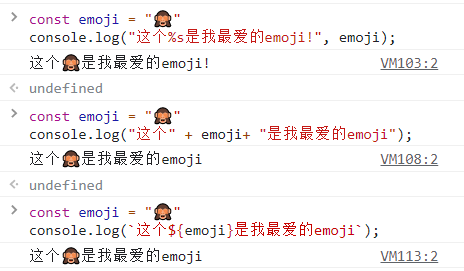 > const emoji = "🙉"
console.log("这个%s是我最爱的emoji!", emoji);
这个🙉是我最爱的emoji! VM103:2
< undefined
> const emoji = "🙉"
console.log("这个" + emoji+ "是我最爱的emoji");
这个🙉是我最爱的emoji VM108:2
< undefined
> const emoji = "🙉"
console.log(`这个${emoji}是我最爱的emoji`);
这个🙉是我最爱的emoji VM113:2